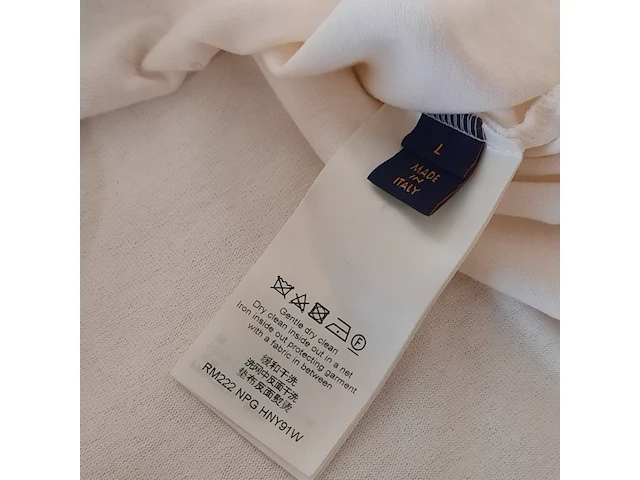 L
MADE
IN
ITALY
F
Gentle dry clean
Dry clean inside out in a net
Iron inside out protecting garment
with a fabric in between
缓和干洗
洗网中反面干洗
垫布反面熨烫
RM222 NPG HNY91W